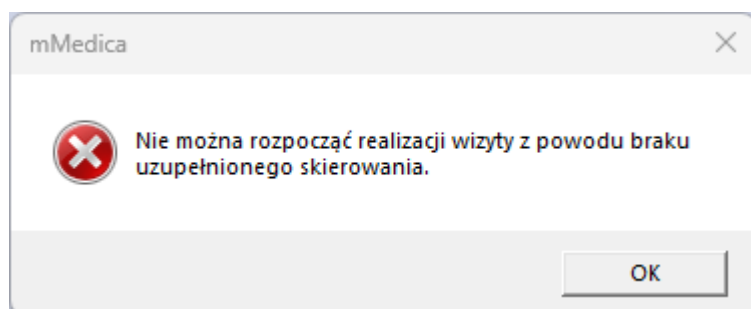 mMedica
Nie można rozpocząć realizacji wizyty z powodu braku
uzupełnionego skierowania.
OK